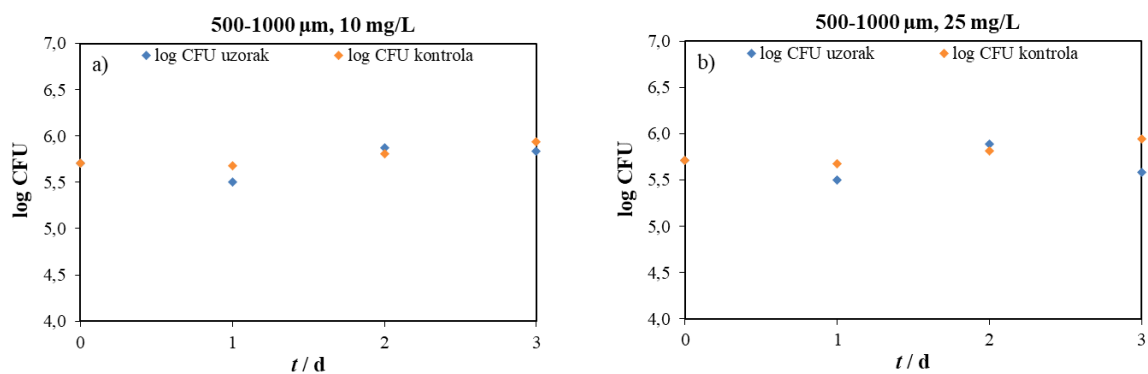 500-1000 µm, 10 mg/L
a)
log CFU uzorak
log CFU kontrola
7,0
6,5
6,0
5,5
5,0
4,5
4,0
log CFU
0
1
2
3
t / d
500-1000 µm, 25 mg/L
b)
log CFU uzorak
log CFU kontrola
7,0
6,5
6,0
5,5
5,0
4,5
4,0
log CFU
0
1
2
3
t / d